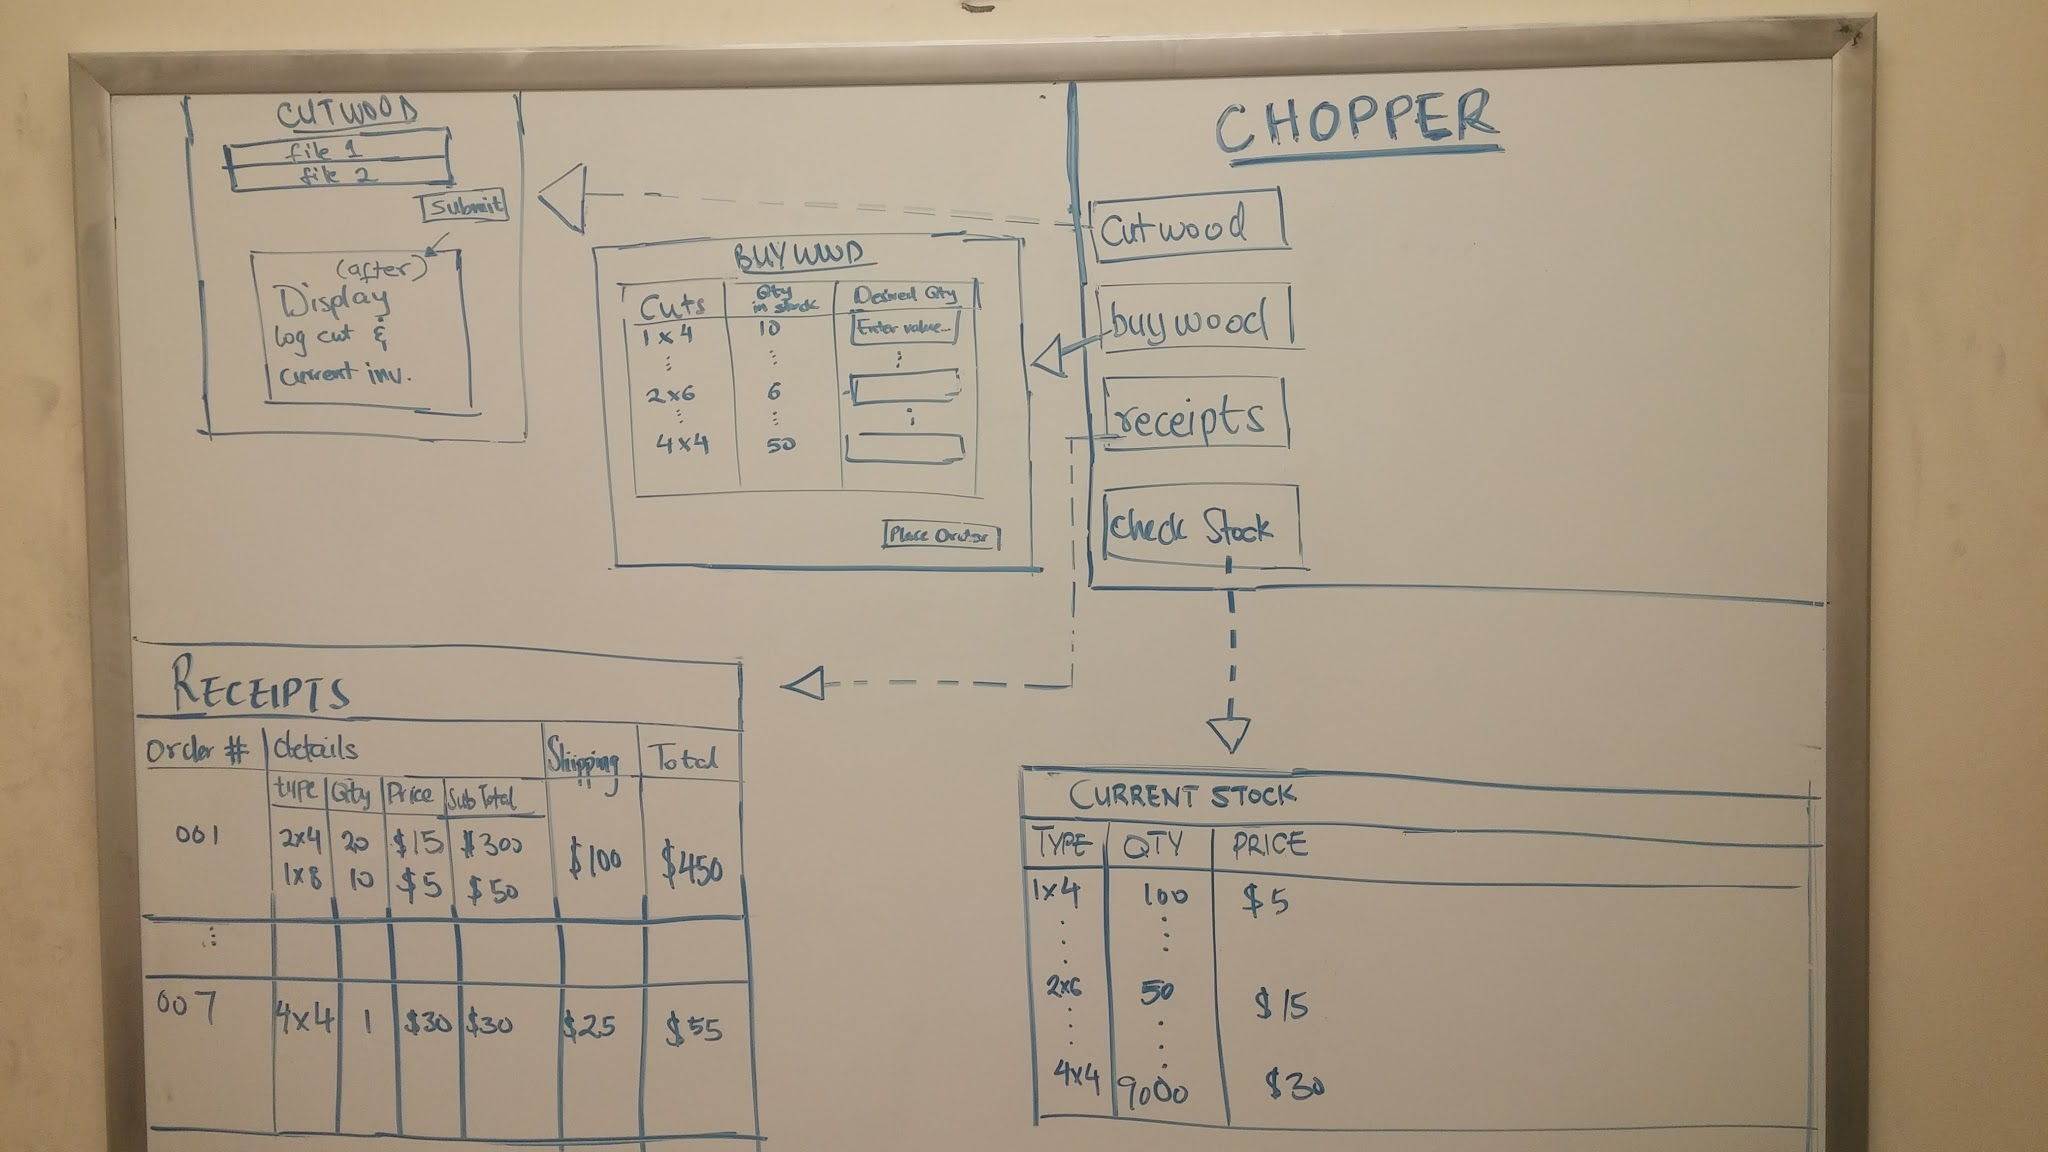 CUTWOOD
file 1
file 2
Submit
(after)
Display
log cut &
current inv.
BUYWOOD
Cuts Qty in stock Desired Qty
1x4 10 Enter value...
2x6 6
4x4 50
Place Order
CHOPPER
Cutwood
buywood
receipts
check Stock
RECEIPTS
Order # details Shipping Total
type Qty Price SubTotal
001 2x4 20 $15 $300 $100 $450
1x8 10 $5 $50
007 4x4 1 $30 $30 $25 $55
CURRENT STOCK
TYPE QTY PRICE
1x4 100 $5
2x6 50 $15
4x4 9000 $30